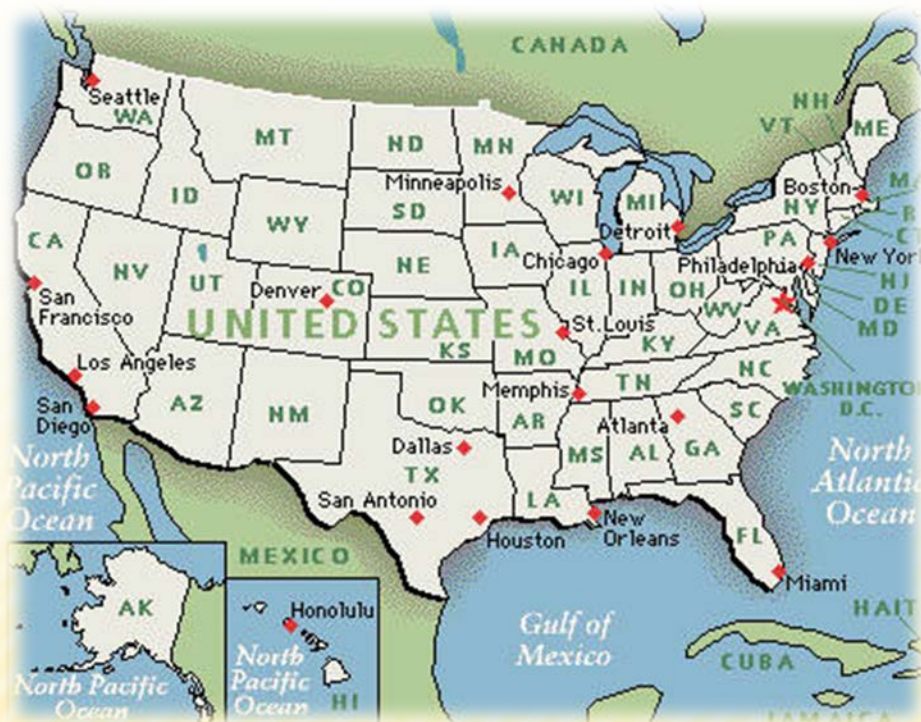 CANADA
NH
VT
ME
Seattle
WA
MT
ND
MN
OR
Minneapolis
Boston
ID
SD
WI
MI
NY
WY
Detroit
CA
IA
PA
New York
NV
NE
Chicago
Philadelphia
UT
Denver
CO
IL
IN
OH
NJ
San
Francisco
WV
DE
VA
MD
UNITED STATES
St.Louis
KS
MO
KY
Los Angeles
Memphis
TN
NC
WASHINGTON
D.C.
San
Diego
AZ
NM
OK
AR
SC
Atlanta
Dallas
MS
AL
GA
North
Pacific
Ocean
TX
North
Atlantic
Ocean
San Antonio
LA
Houston
New
Orleans
FL
MEXICO
Miami
AK
Honolulu
HAIT
Gulf of
Mexico
CUBA
North
Pacific
Ocean
HI
North Pacific
Ocean
JAMAICA